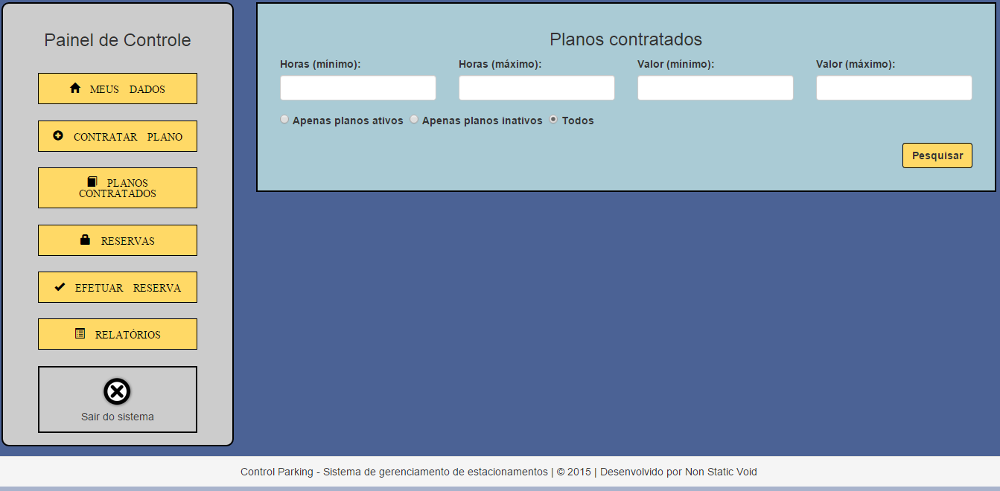 Painel de Controle
MEUS DADOS
CONTRATAR PLANO
PLANOS
CONTRATADOS
RESERVAS
EFETUAR RESERVA
RELATÓRIOS
Sair do sistema
Planos contratados
Horas (mínimo): Horas (máximo): Valor (mínimo): Valor (máximo):
Apenas planos ativos Apenas planos inativos Todos
Pesquisar
Control Parking - Sistema de gerenciamento de estacionamentos | © 2015 | Desenvolvido por Non Static Void